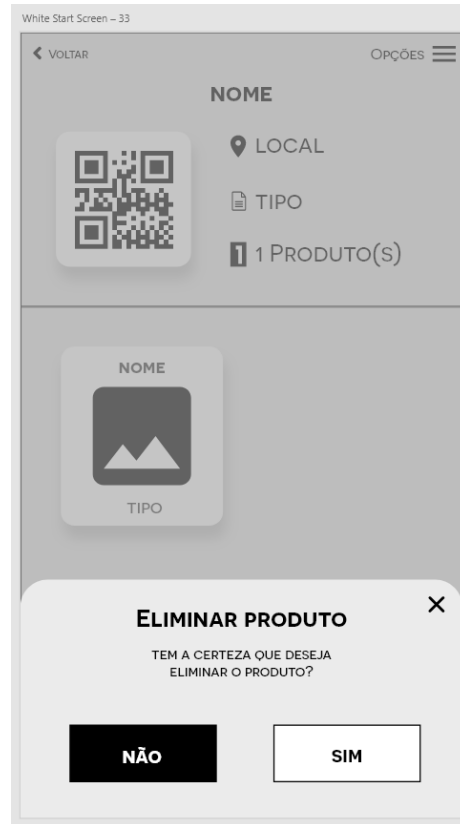 White Start Screen – 33
VOLTAR
OPÇÕES
NOME
LOCAL
TIPO
1 1 PRODUTO(S)
NOME
TIPO
ELIMINAR PRODUTO
TEM A CERTEZA QUE DESEJA
ELIMINAR O PRODUTO?
NÃO
SIM